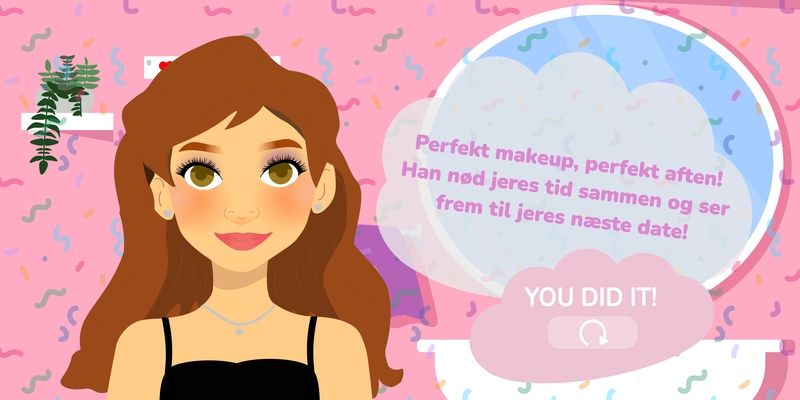 Perfekt makeup, perfekt aften!
Han nød jeres tid sammen og ser
frem til jeres næste date!
YOU DID IT!